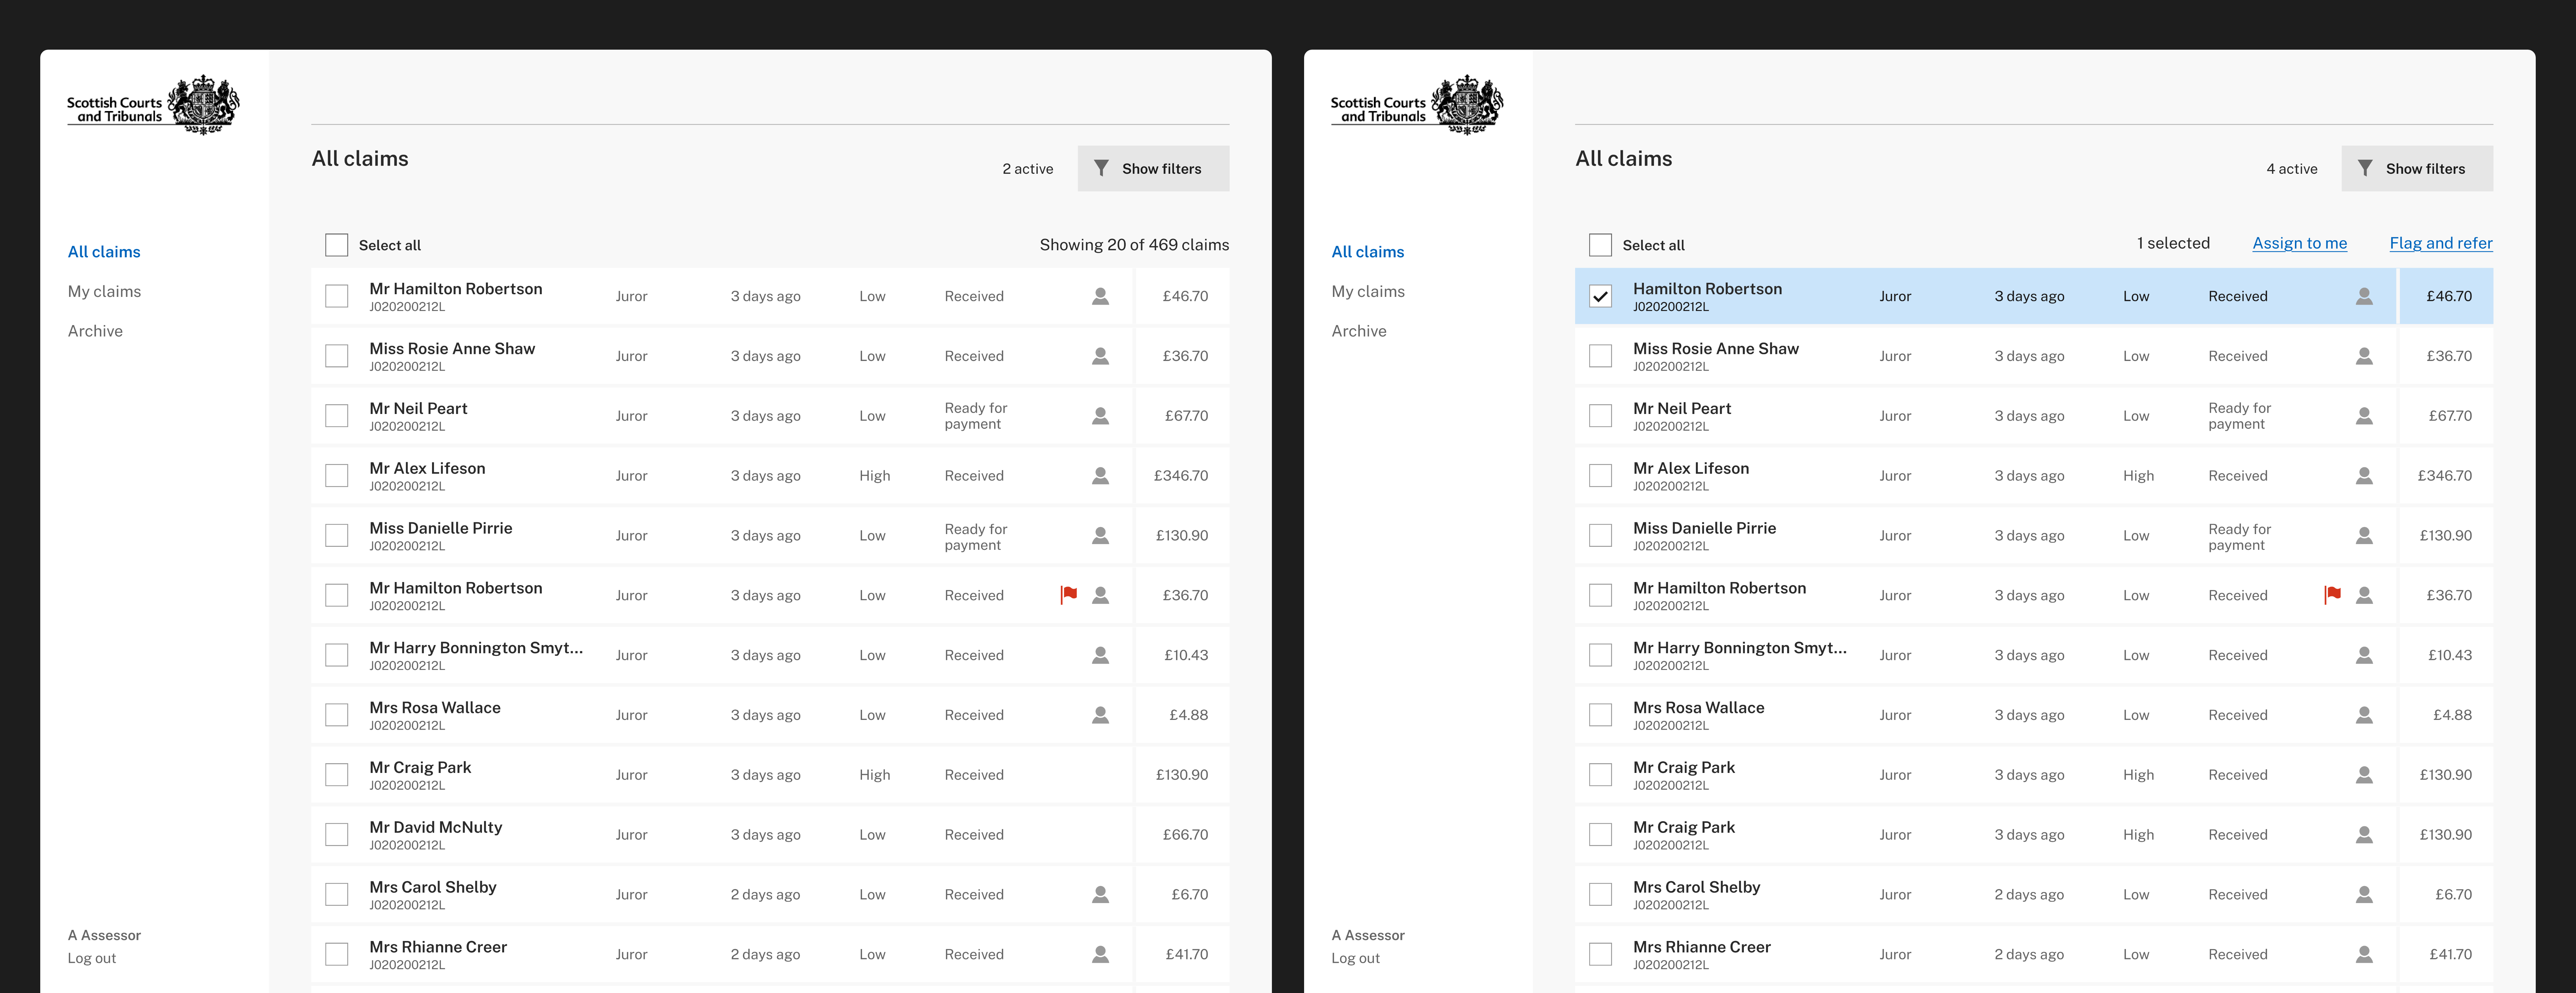 Scottish Courts
and Tribunals
All claims
My claims
Archive
A Assessor
Log out
All claims
2 active
Show filters
Select all
Showing 20 of 469 claims
Mr Hamilton Robertson
J020200212L
Juror
3 days ago
Low
Received
£46.70
Miss Rosie Anne Shaw
J020200212L
Juror
3 days ago
Low
Received
£36.70
Mr Neil Peart
J020200212L
Juror
3 days ago
Low
Ready for
payment
£67.70
Mr Alex Lifeson
J020200212L
Juror
3 days ago
High
Received
£346.70
Miss Danielle Pirrie
J020200212L
Juror
3 days ago
Low
Ready for
payment
£130.90
Mr Hamilton Robertson
J020200212L
Juror
3 days ago
Low
Received
£36.70
Mr Harry Bonnington Smyt...
J020200212L
Juror
3 days ago
Low
Received
£10.43
Mrs Rosa Wallace
J020200212L
Juror
3 days ago
Low
Received
£4.88
Mr Craig Park
J020200212L
Juror
3 days ago
High
Received
£130.90
Mr David McNulty
J020200212L
Juror
3 days ago
Low
Received
£66.70
Mrs Carol Shelby
J020200212L
Juror
2 days ago
Low
Received
£6.70
Mrs Rhianne Creer
J020200212L
Juror
2 days ago
Low
Received
£41.70
Scottish Courts
and Tribunals
All claims
My claims
Archive
A Assessor
Log out
All claims
4 active
Show filters
Select all
1 selected
Assign to me
Flag and refer
Hamilton Robertson
J020200212L
Juror
3 days ago
Low
Received
£46.70
Miss Rosie Anne Shaw
J020200212L
Juror
3 days ago
Low
Received
£36.70
Mr Neil Peart
J020200212L
Juror
3 days ago
Low
Ready for
payment
£67.70
Mr Alex Lifeson
J020200212L
Juror
3 days ago
High
Received
£346.70
Miss Danielle Pirrie
J020200212L
Juror
3 days ago
Low
Ready for
payment
£130.90
Mr Hamilton Robertson
J020200212L
Juror
3 days ago
Low
Received
£36.70
Mr Harry Bonnington Smyt...
J020200212L
Juror
3 days ago
Low
Received
£10.43
Mrs Rosa Wallace
J020200212L
Juror
3 days ago
Low
Received
£4.88
Mr Craig Park
J020200212L
Juror
3 days ago
High
Received
£130.90
Mr Craig Park
J020200212L
Juror
3 days ago
High
Received
£130.90
Mrs Carol Shelby
J020200212L
Juror
2 days ago
Low
Received
£6.70
Mrs Rhianne Creer
J020200212L
Juror
2 days ago
Low
Received
£41.70